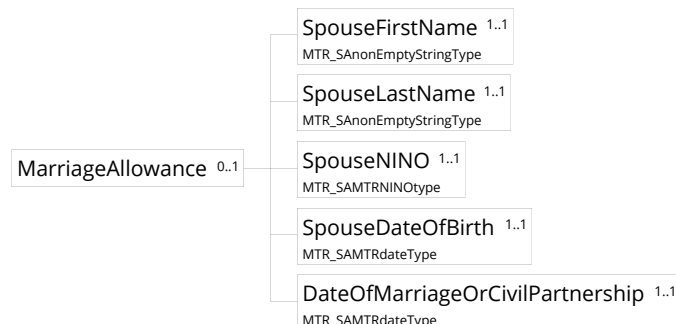 SpouseFirstName 1..1
MTR_SAnonEmptyStringType
SpouseLastName 1..1
MTR_SAnonEmptyStringType
MarriageAllowance 0..1
SpouseNINO 1..1
MTR_SAMTRNINOtype
SpouseDateOfBirth 1..1
MTR_SAMTRdateType
DateOfMarriageOrCivilPartnership 1..1
MTR_SAMTRdateType